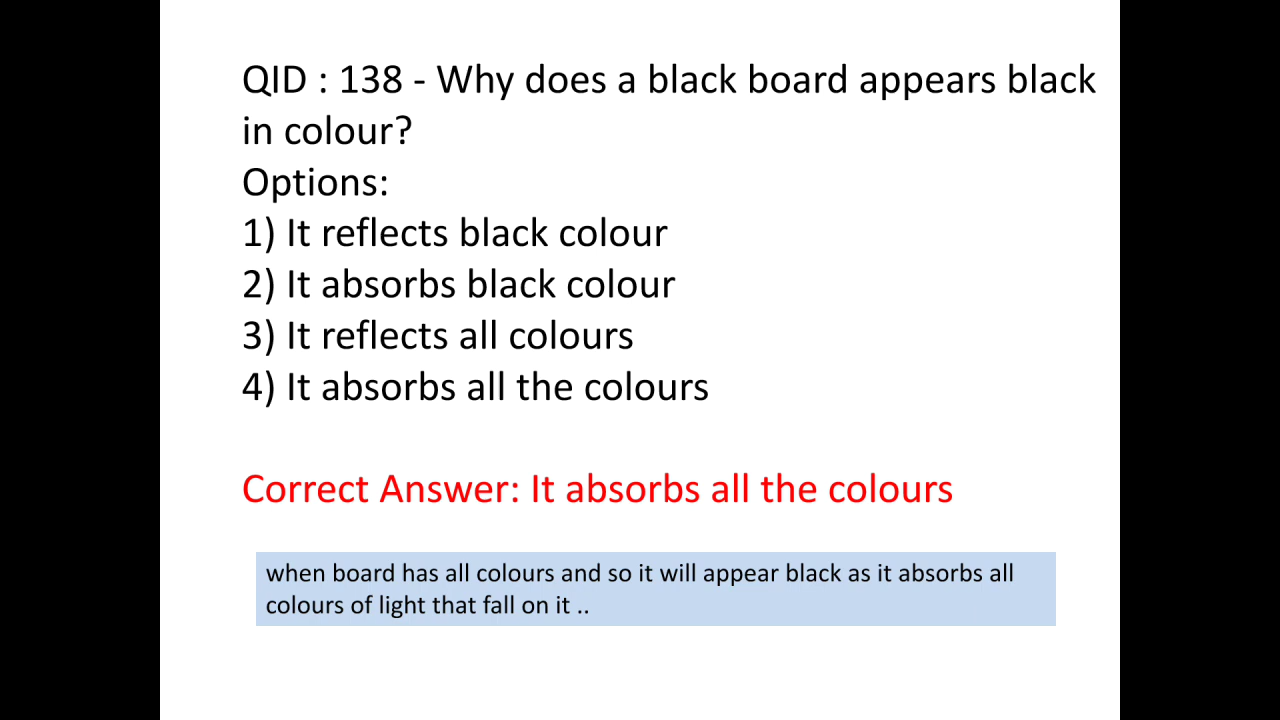 QID : 138 - Why does a black board appears black
in colour?
Options:
1) It reflects black colour
2) It absorbs black colour
3) It reflects all colours
4) It absorbs all the colours
Correct Answer: It absorbs all the colours
when board has all colours and so it will appear black as it absorbs all
colours of light that fall on it ..